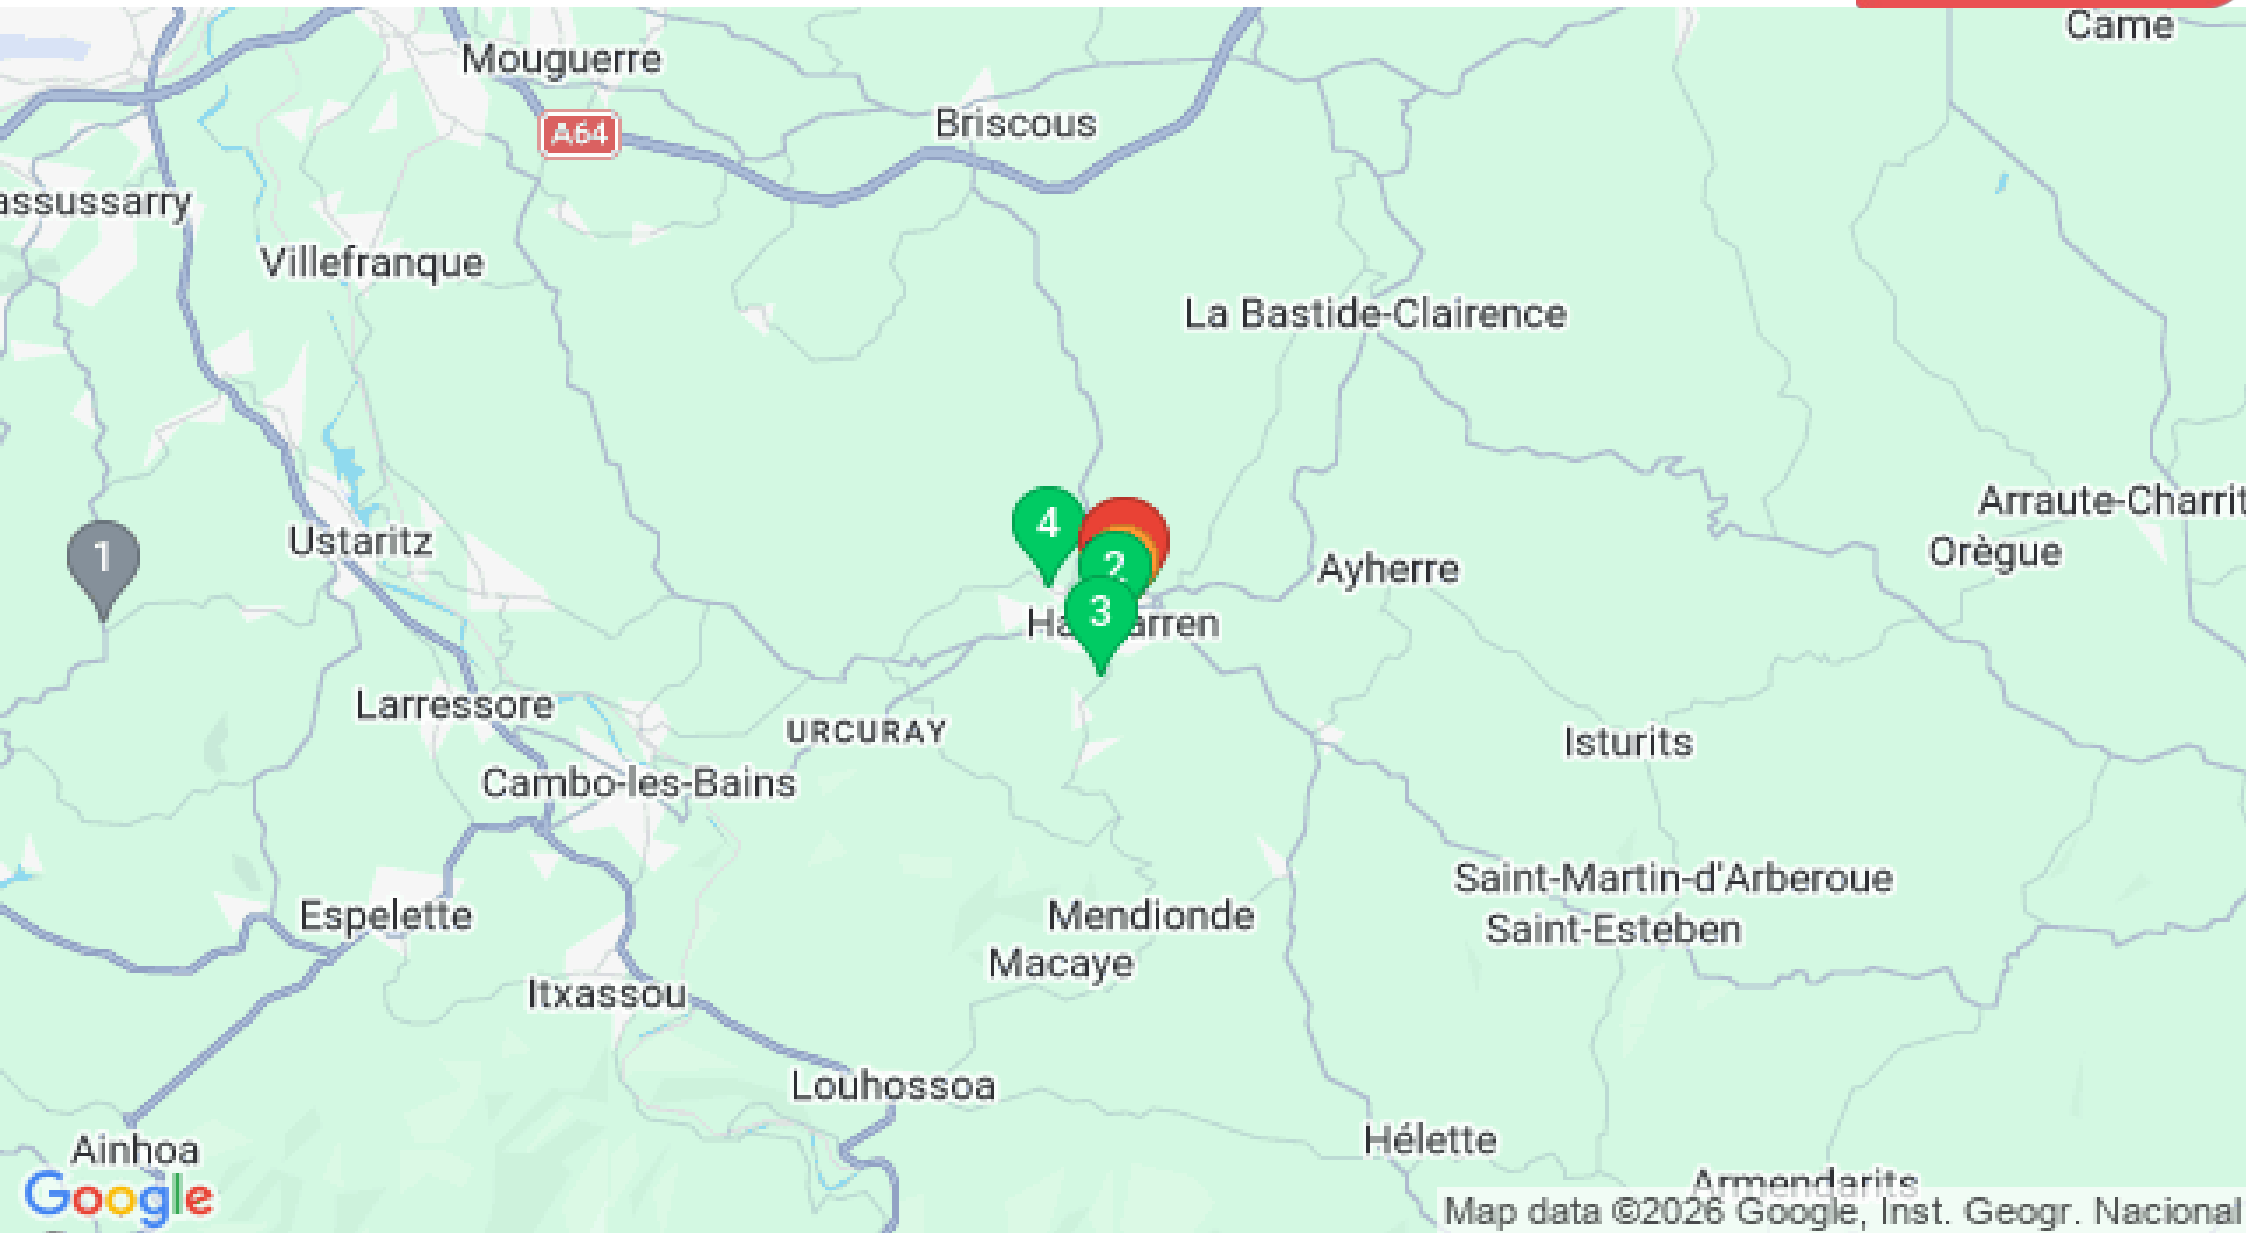 Came
Mouguerre
A64
Briscous
assussarry
Villefranque
La Bastide-Clairence
Arraute-Charrit
4
1
Ustaritz
Orègue
2
Ayherre
3
Ha arren
Larressore
URCURAY
Isturits
Cambo-les-Bains
Saint-Martin-d'Arberoue
Espelette
Mendionde
Saint-Esteben
Macaye
Itxassou
Louhossoa
Hélette
Ainhoa
Armendarits
Google
Map data ©2026 Google, Inst. Geogr. Nacional